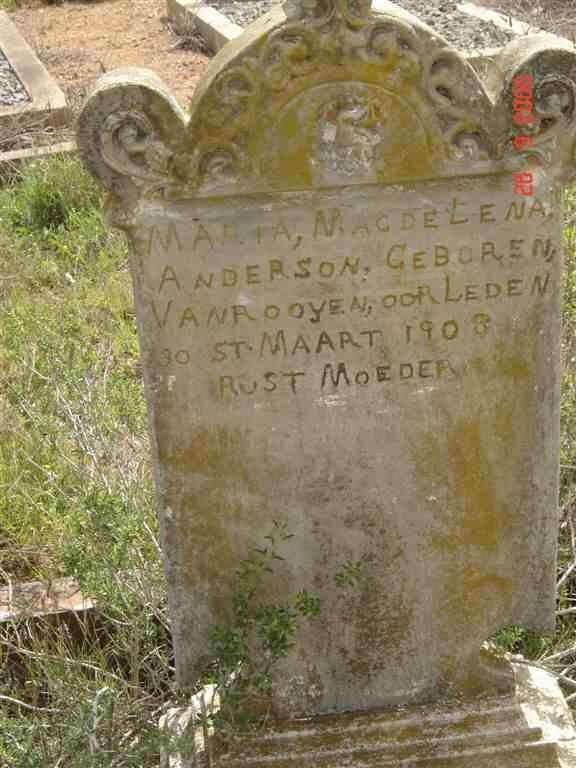 MARIA, MAGDELENA,
ANDERSON, GEBOREN,
VANROOYEN, OORLEDEN
30 ST. MAART 1908
RUST MOEDER